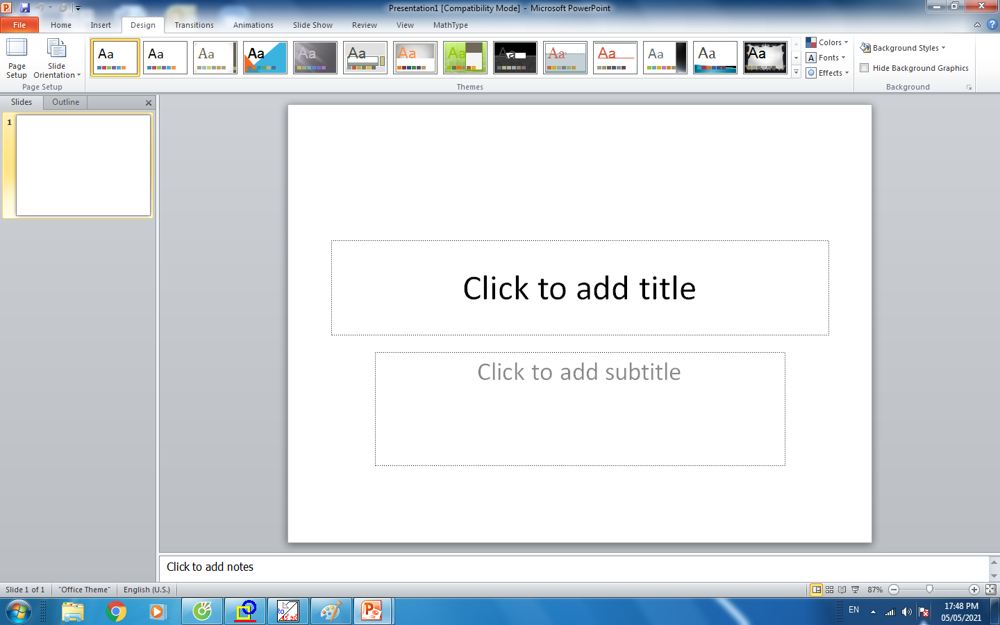 Presentation1 [Compatibility Mode] - Microsoft PowerPoint
File Home Insert Design Transitions Animations Slide Show Review View MathType
Page Setup
Slide Orientation
Page Setup
Aa Aa Aa Aa Aa Aa Aa Aa Aa Aa Aa Aa Aa Aa
Themes
Colors
A Fonts
Effects
Background Styles
Hide Background Graphics
Background
Slides Outline
1
Click to add title
Click to add subtitle
Click to add notes
Slide 1 of 1 "Office Theme" English (U.S.) 87%
EN 17:48 PM
05/05/2021